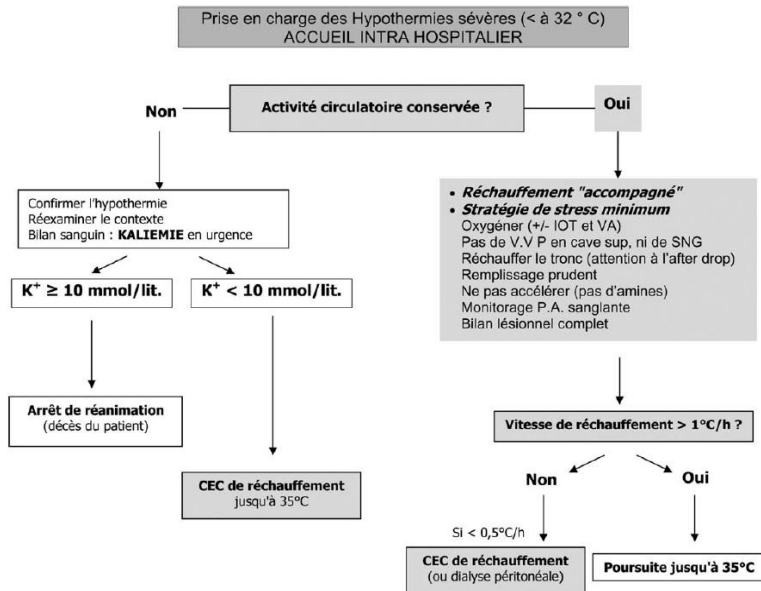 Prise en charge des Hypothermies sévères (< à 32 ° C)
ACCUEIL INTRA HOSPITALIER
Activité circulatoire conservée ?
Non
Oui
Confirmer l'hypothermie
Réexaminer le contexte
Bilan sanguin : KALIEMIE en urgence
K+ ≥ 10 mmol/lit.
K+ < 10 mmol/lit.
Arrêt de réanimation
(décès du patient)
CEC de réchauffement
jusqu'à 35°C
• Réchauffement "accompagné"
• Stratégie de stress minimum
Oxygéner (+/- IOT et VA)
Pas de V.V P en cave sup, ni de SNG
Réchauffer le tronc (attention à l'after drop)
Remplissage prudent
Ne pas accélérer (pas d'amines)
Monitorage P.A. sanglante
Bilan lésionnel complet
Vitesse de réchauffement > 1°C/h ?
Non
Oui
Si < 0,5°C/h
CEC de réchauffement
(ou dialyse péritonéale)
Poursuite jusqu'à 35°C